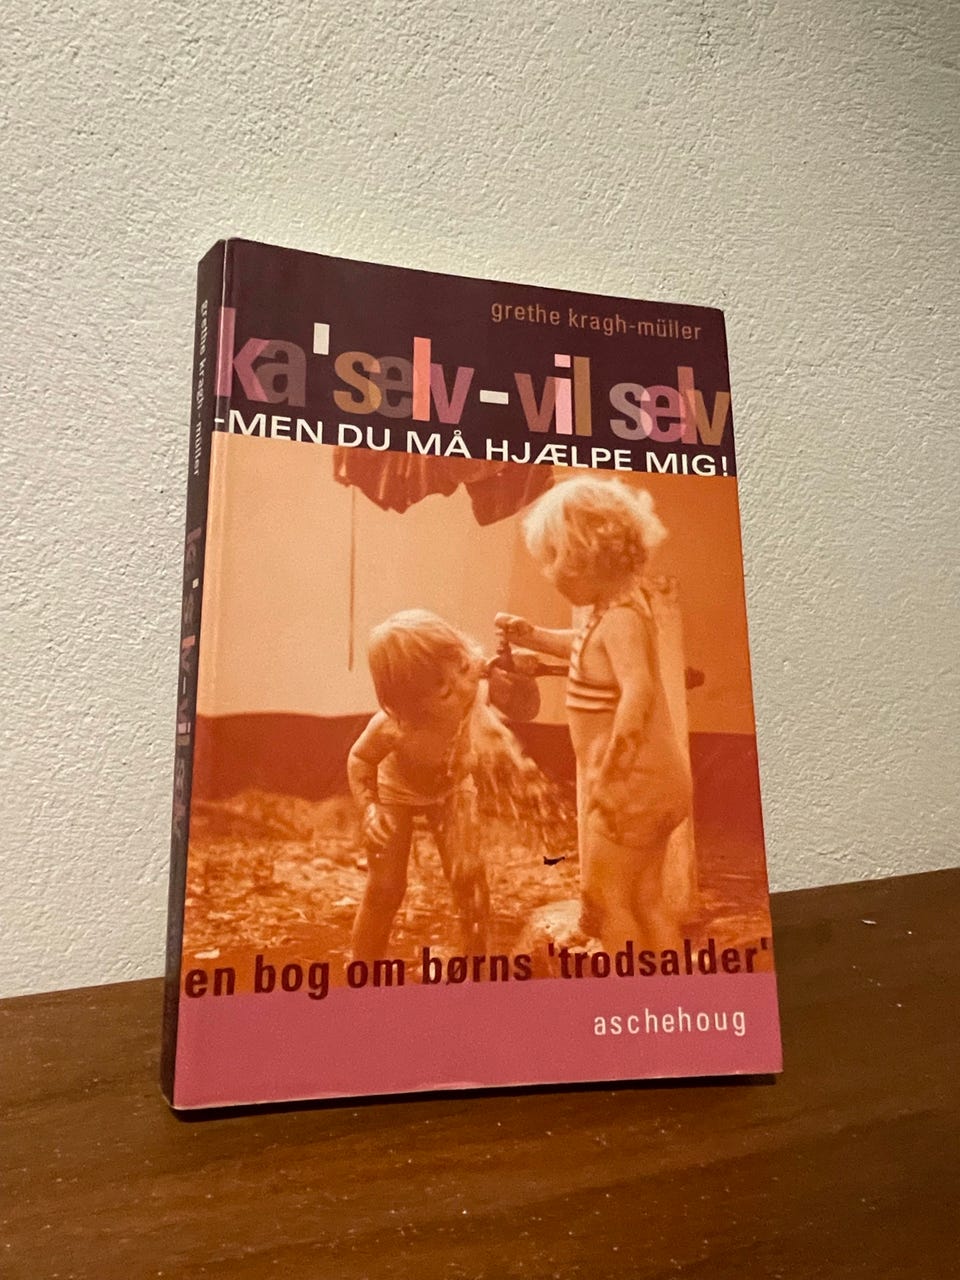 grethe kragh-müller
ka' selv - vil selv
-MEN DU MÅ HJÆLPE MIG!
en bog om børns 'trodsalder'
aschehoug
grethe kragh-müller
ka' selv - vil selv